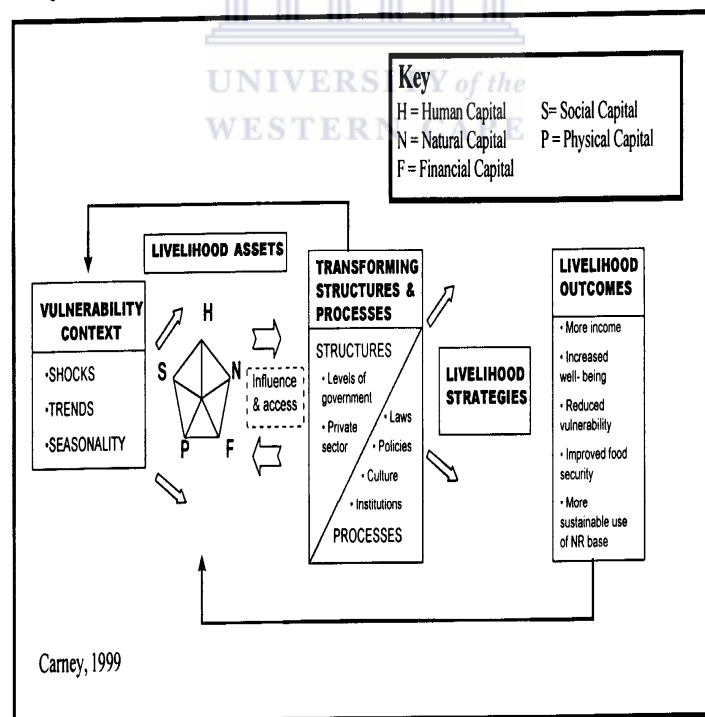 UNIVERSITY of the
WESTERN CAPE
Key
H = Human Capital S= Social Capital
N = Natural Capital P = Physical Capital
F = Financial Capital
LIVELIHOOD ASSETS
VULNERABILITY
CONTEXT
•SHOCKS
•TRENDS
•SEASONALITY
H
S
N
P
F
Influence
& access
TRANSFORMING
STRUCTURES &
PROCESSES
STRUCTURES
• Levels of
government
• Private
sector
• Laws
• Policies
• Culture
• Institutions
PROCESSES
LIVELIHOOD
STRATEGIES
LIVELIHOOD
OUTCOMES
• More income
• Increased
well- being
• Reduced
vulnerability
• Improved food
security
• More
sustainable use
of NR base
Carney, 1999